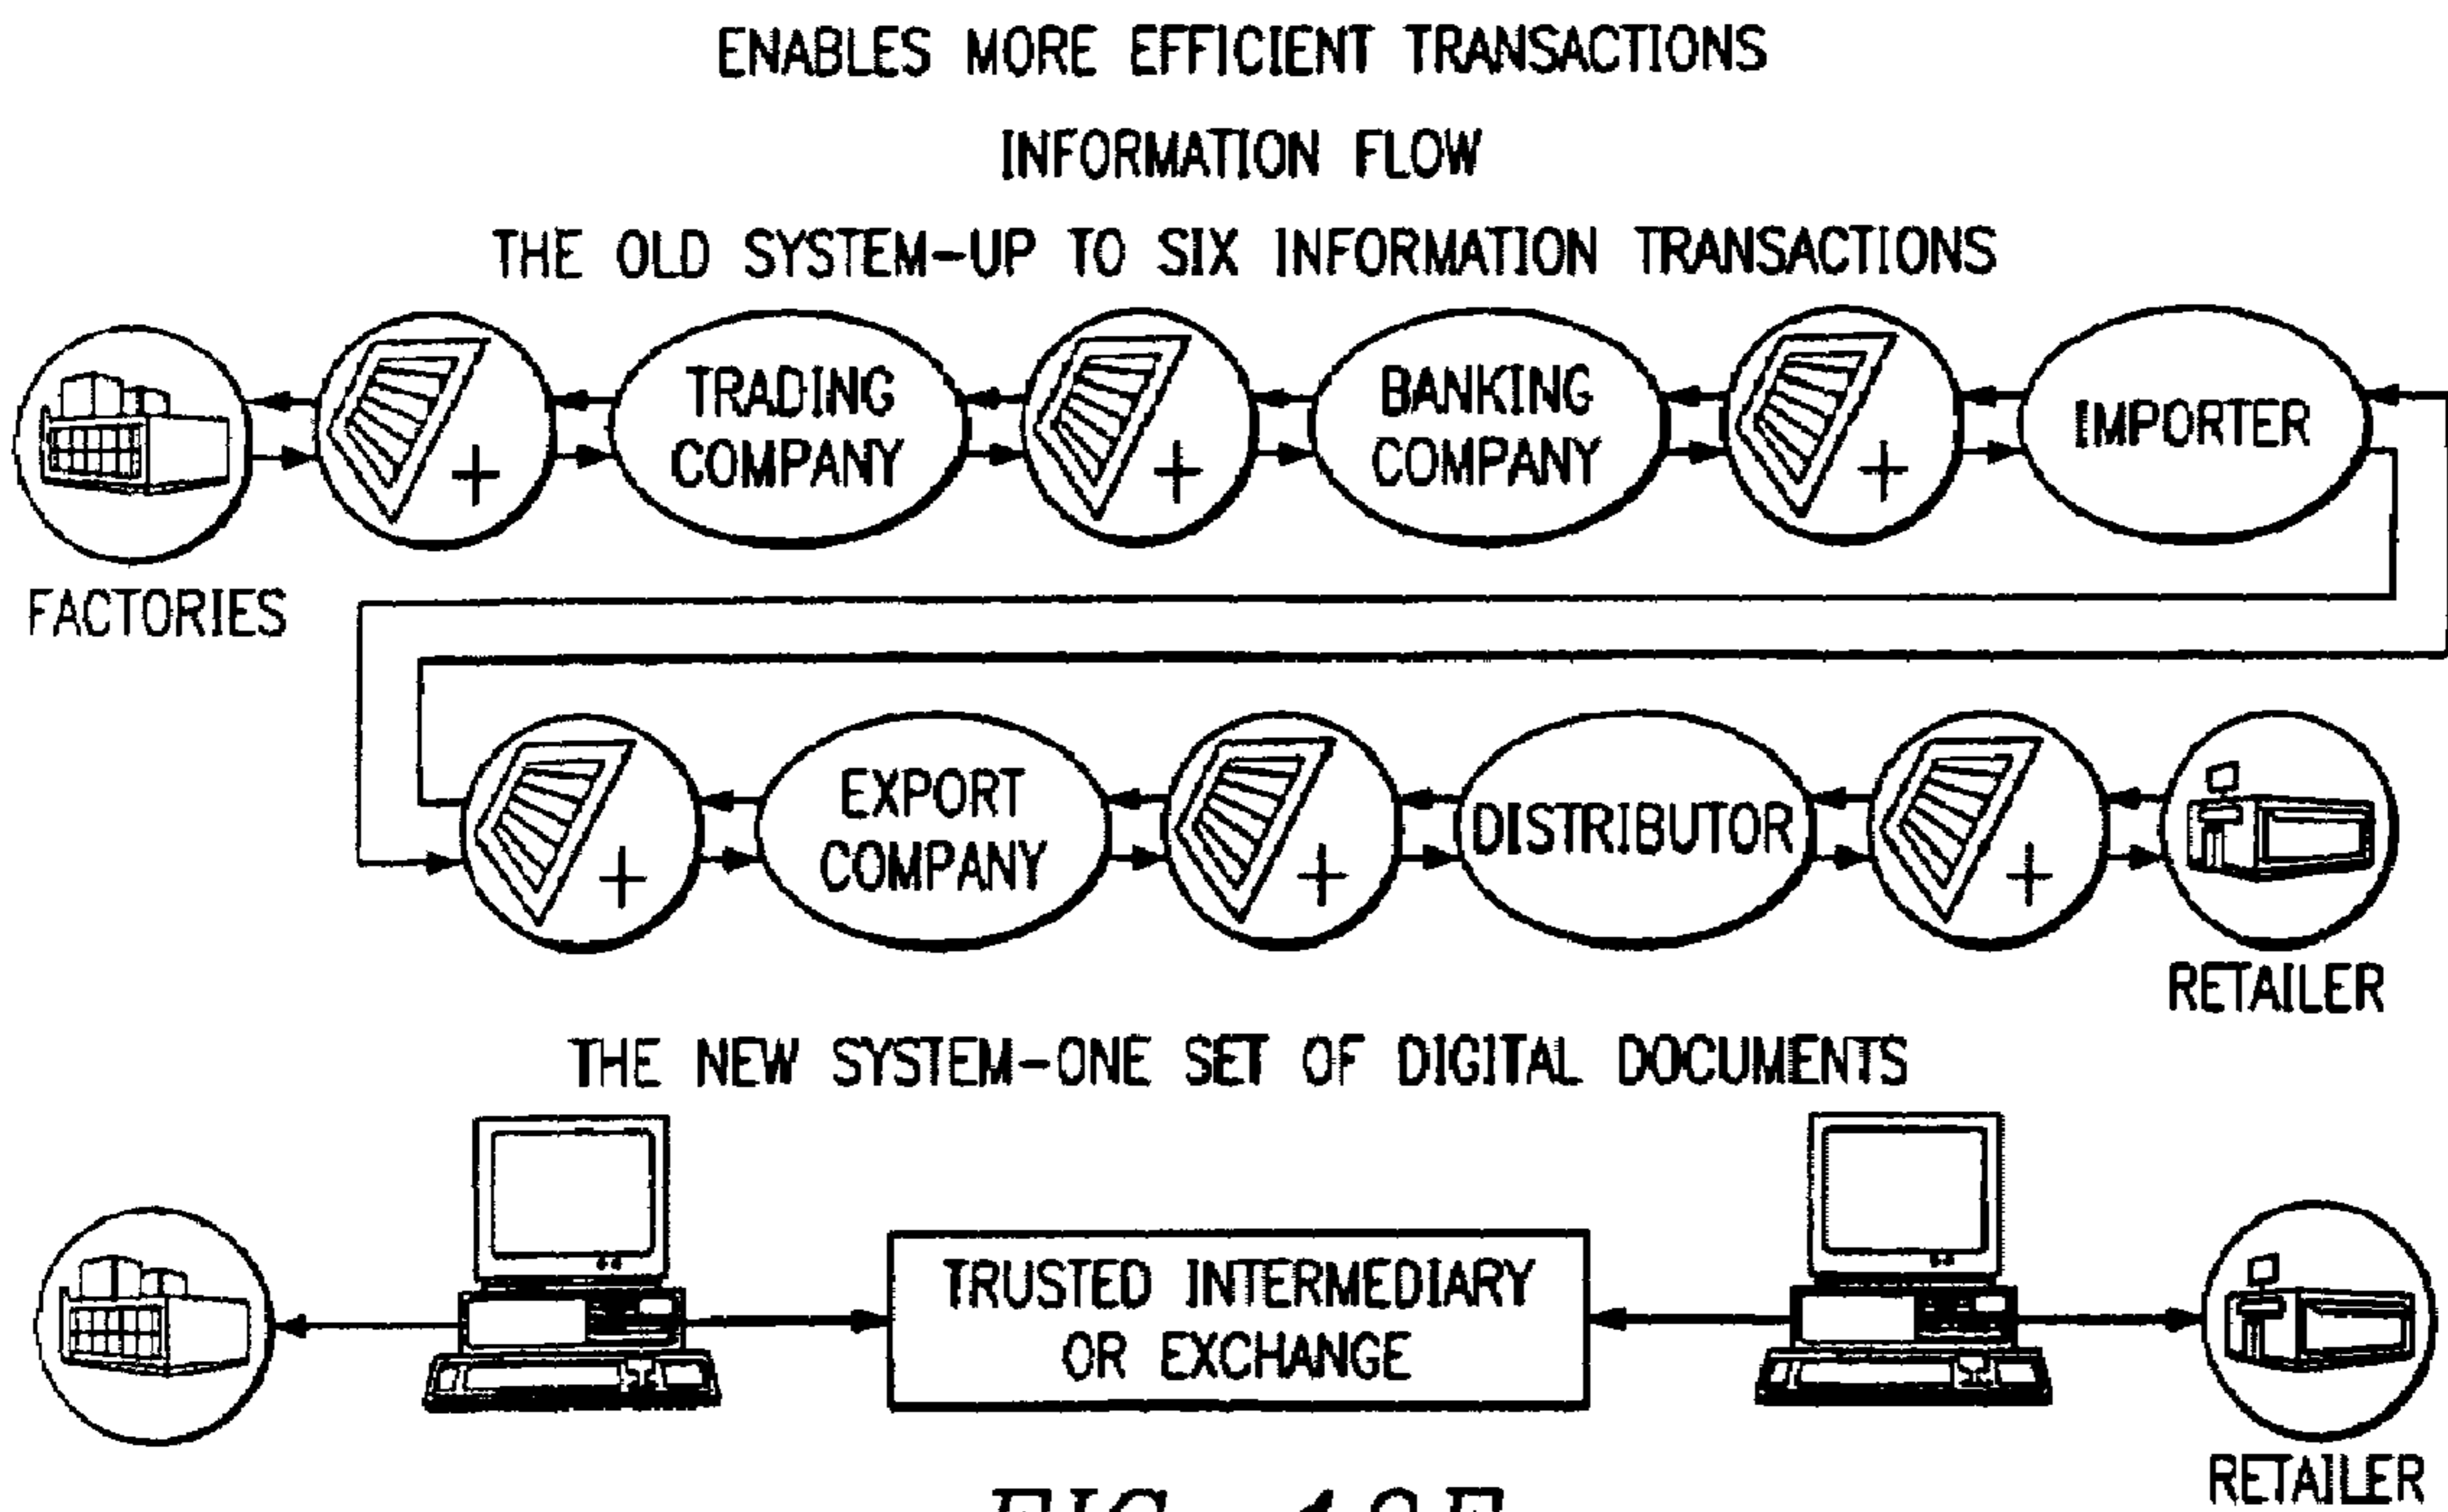 ENABLES MORE EFFICIENT TRANSACTIONS
INFORMATION FLOW
THE OLD SYSTEM-UP TO SIX INFORMATION TRANSACTIONS
TRADING
COMPANY
BANKING
COMPANY
IMPORTER
+
+
+
FACTORIES
EXPORT
COMPANY
DISTRIBUTOR
+
+
+
RETAILER
THE NEW SYSTEM-ONE SET OF DIGITAL DOCUMENTS
TRUSTED INTERMEDIARY
OR EXCHANGE
RETAILER